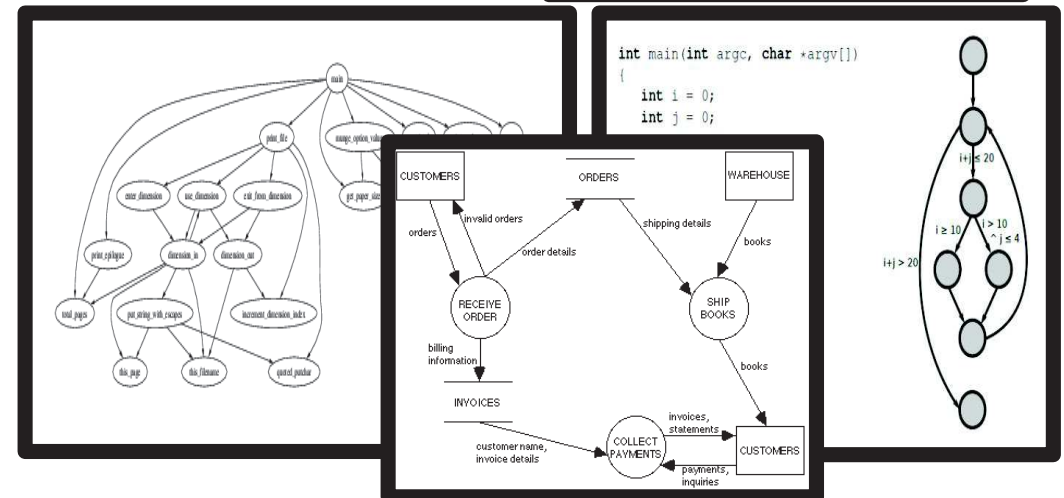 main
print_file
enter_dimension
use_dimension
exit_from_dimension
print_epilogue
dimension_in
dimension_out
total_pages
put_string_with_escapes
increment_dimension_index
this_page
this_filename
quoted_putchar
int main(int argc, char *argv[])
{
int i = 0;
int j = 0;
i+j ≤ 20
i ≥ 10
i > 10
^ j ≤ 4
i+j > 20
CUSTOMERS
ORDERS
WAREHOUSE
invalid orders
orders
order details
shipping details
books
RECEIVE
ORDER
SHIP
BOOKS
billing
information
books
INVOICES
customer name,
invoice details
COLLECT
PAYMENTS
invoices,
statements
CUSTOMERS
payments,
inquiries